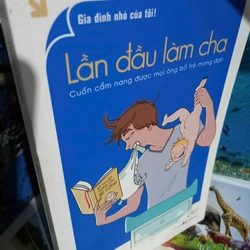 Gia đình nhỏ của tôi!
Lần đầu làm cha
Cuốn cẩm nang được mọi ông bố trẻ mong đợi!